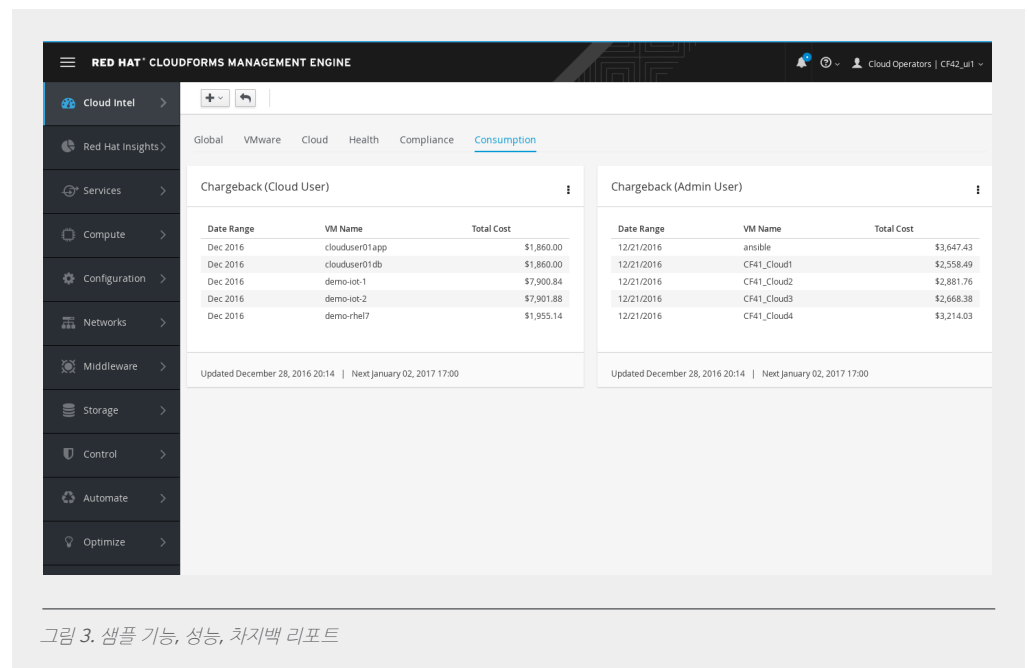 RED HAT® CLOUDFORMS MANAGEMENT ENGINE
Cloud Operators | CF42_ui1
Cloud Intel
Red Hat Insights
Services
Compute
Configuration
Networks
Middleware
Storage
Control
Automate
Optimize
Global VMware Cloud Health Compliance Consumption
Chargeback (Cloud User)
Date Range VM Name Total Cost
Dec 2016 clouduser01app $1,860.00
Dec 2016 clouduser01db $1,860.00
Dec 2016 demo-iot-1 $7,900.84
Dec 2016 demo-iot-2 $7,901.88
Dec 2016 demo-rhel7 $1,955.14
Updated December 28, 2016 20:14 | Next January 02, 2017 17:00
Chargeback (Admin User)
Date Range VM Name Total Cost
12/21/2016 ansible $3,647.43
12/21/2016 CF41_Cloud1 $2,558.49
12/21/2016 CF41_Cloud2 $2,881.76
12/21/2016 CF41_Cloud3 $2,668.38
12/21/2016 CF41_Cloud4 $3,214.03
Updated December 28, 2016 20:14 | Next January 02, 2017 17:00
그림 3. 샘플 기능, 성능, 차지백 리포트